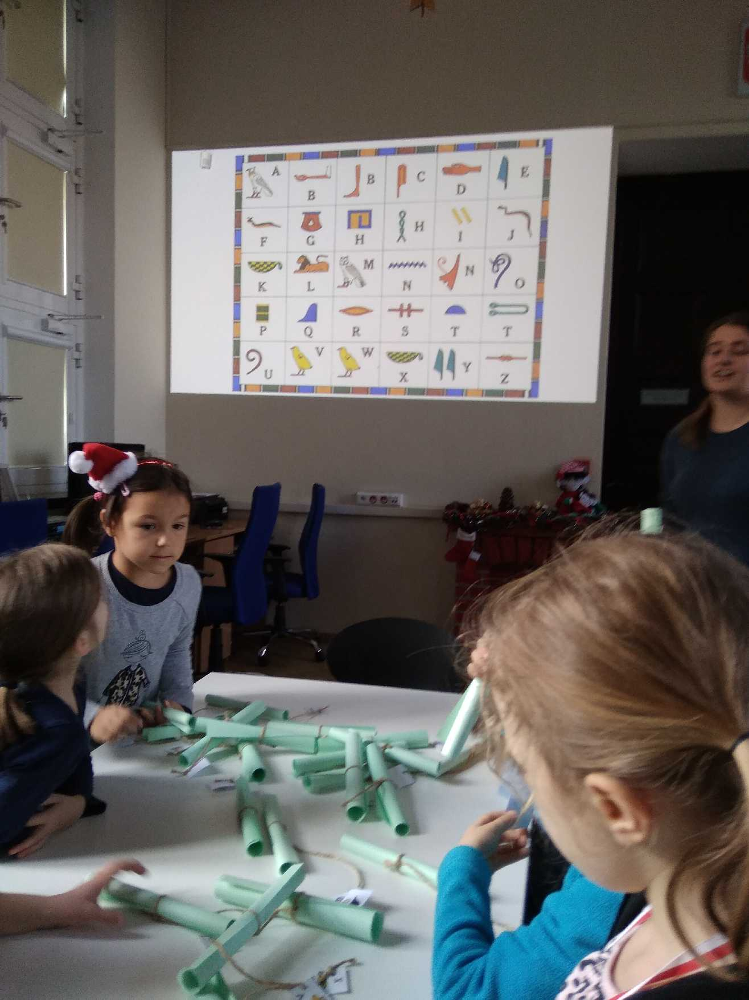 A B B C D E
F G H H I J
K L M N N O
P Q R S T T
U V W X Y Z